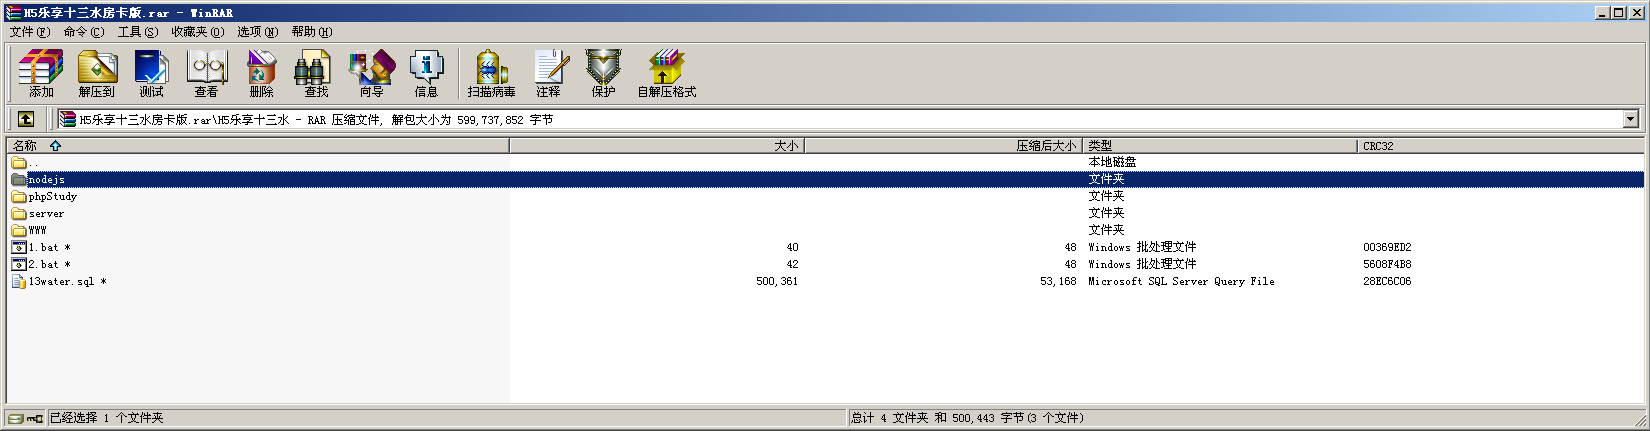 H5乐享十三水房卡版.rar - WinRAR
文件(F) 命令(C) 工具(S) 收藏夹(O) 选项(N) 帮助(H)
添加 解压到 测试 查看 删除 查找 向导 信息 扫描病毒 注释 保护 自解压格式
H5乐享十三水房卡版.rar\H5乐享十三水 - RAR 压缩文件, 解包大小为 599,737,852 字节
名称 大小 压缩后大小 类型 CRC32
.. 本地磁盘
nodejs 文件夹
phpStudy 文件夹
server 文件夹
WWW 文件夹
1.bat * 40 48 Windows 批处理文件 00369ED2
2.bat * 42 48 Windows 批处理文件 5608F4B8
13water.sql * 500,361 53,168 Microsoft SQL Server Query File 28EC6C06
已经选择 1 个文件夹 总计 4 文件夹 和 500,443 字节(3 个文件)